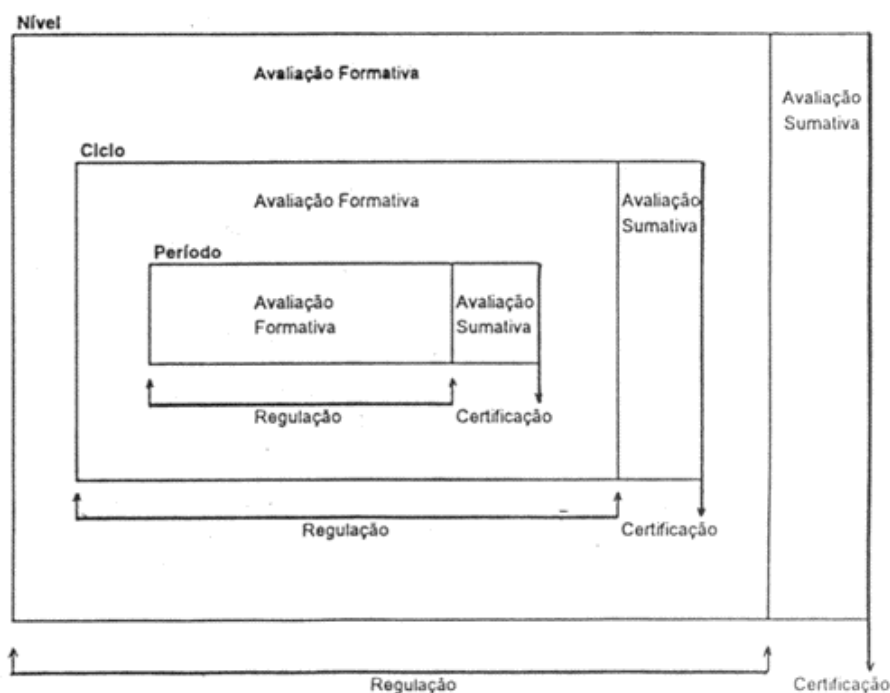 Nível
Avaliação Formativa
Avaliação
Sumativa
Ciclo
Avaliação Formativa
Avaliação
Sumativa
Período
Avaliação
Formativa
Avaliação
Sumativa
Regulação
Certificação
Regulação
Certificação
Regulação
Certificação